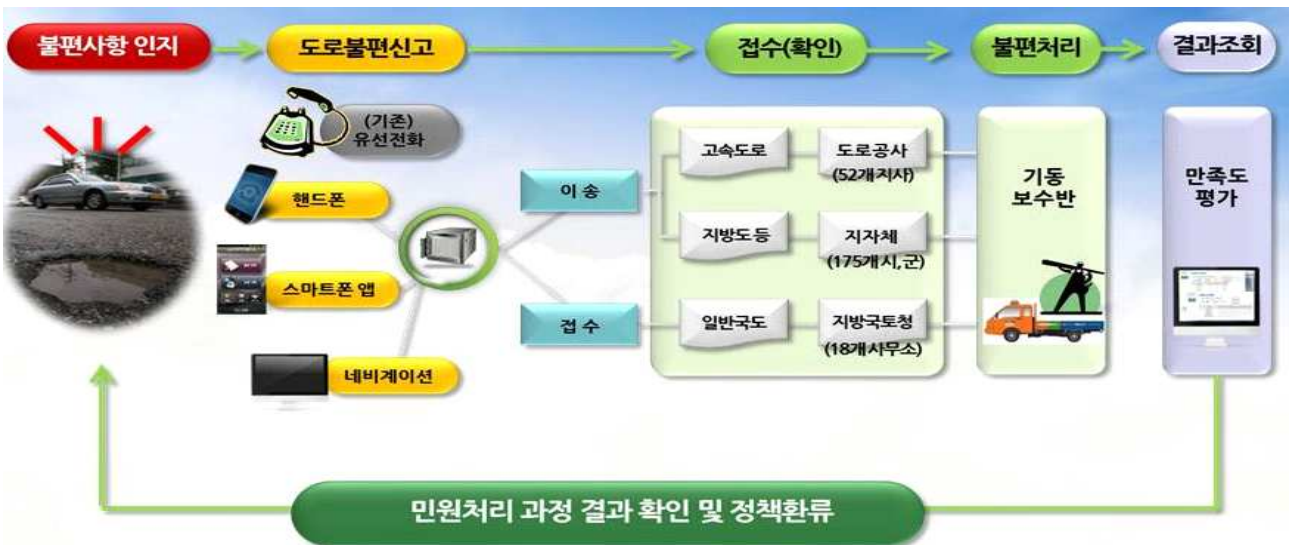 불편사항 인지
도로불편신고
접수(확인)
불편처리
결과조회
(기존)
유선전화
핸드폰
스마트폰 앱
네비게이션
이 송
접 수
고속도로
도로공사
(52개지사)
지방도 등
지자체
(175개 시,군)
일반국도
지방국토청
(18개사무소)
기동
보수반
만족도
평가
민원처리 과정 결과 확인 및 정책환류